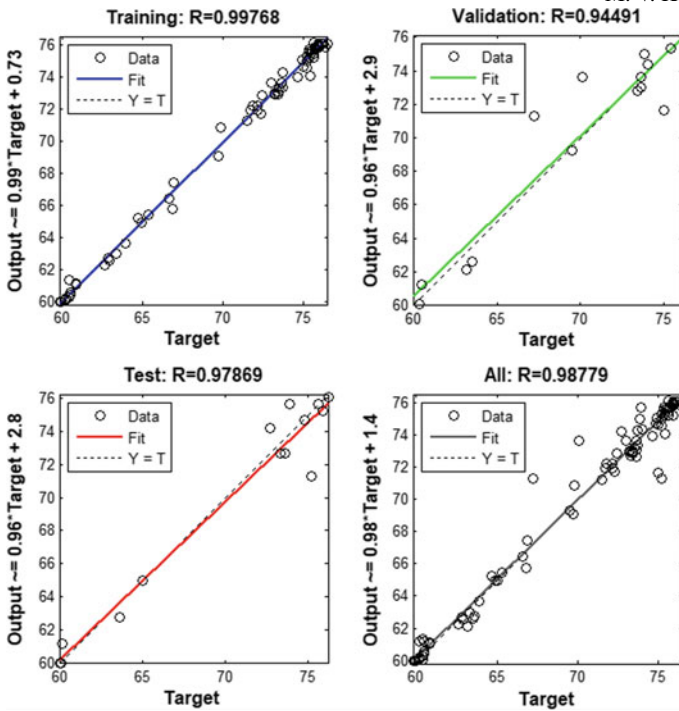 Training: R=0.99768
Output ~= 0.99*Target + 0.73
76
74
72
70
68
66
64
62
60
Data
Fit
Y = T
60
65
70
75
Target
Validation: R=0.94491
Output ~= 0.96*Target + 2.9
76
74
72
70
68
66
64
62
60
Data
Fit
Y = T
60
65
70
75
Target
Test: R=0.97869
Output ~= 0.96*Target + 2.8
76
74
72
70
68
66
64
62
60
Data
Fit
Y = T
60
65
70
75
Target
All: R=0.98779
Output ~= 0.98*Target + 1.4
76
74
72
70
68
66
64
62
60
Data
Fit
Y = T
60
65
70
75
Target